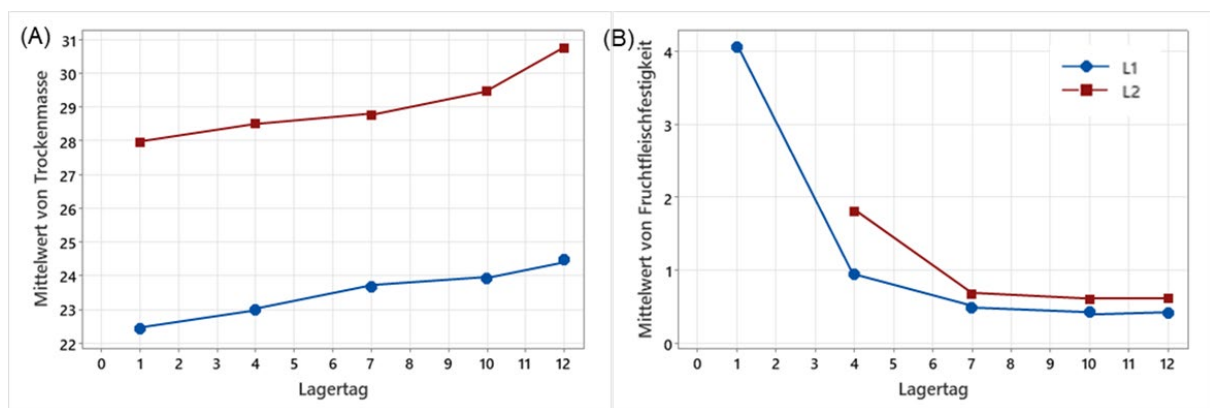 (A)
31
30
29
28
27
26
25
24
23
22
Mittelwert von Trockenmasse
0 1 2 3 4 5 6 7 8 9 10 11 12
Lagertag
(B)
4
3
2
1
0
Mittelwert von Fruchtfleischfestigkeit
L1
L2
0 1 2 3 4 5 6 7 8 9 10 11 12
Lagertag